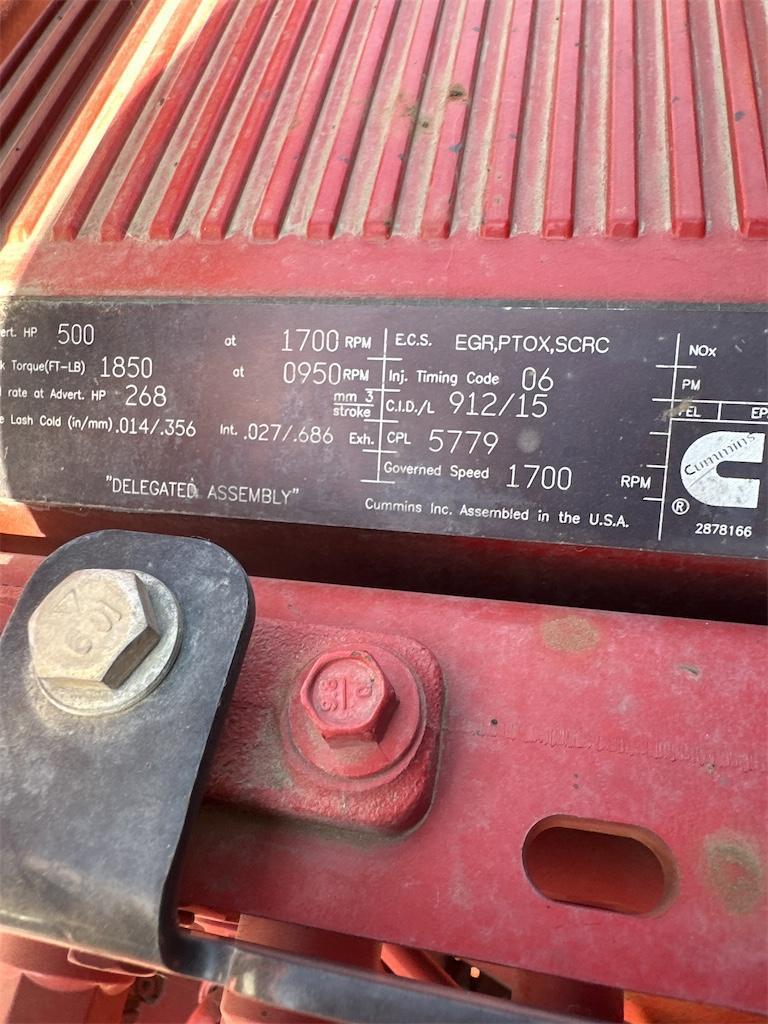 ert. HP 500 at 1700 RPM
k Torque(FT-LB) 1850 at 0950 RPM
rate at Advert. HP 268 mm 3
stroke
e Lash Cold (in/mm) .014/.356 Int. .027/.686 Exh.
"DELEGATED ASSEMBLY"
E.C.S. EGR,PTOX,SCRC
Inj. Timing Code 06
C.I.D./L 912/15
CPL 5779
Governed Speed 1700 RPM
Cummins Inc. Assembled in the U.S.A.
NOx
PM
FEL EP
Cummins
®
2878166
9.8